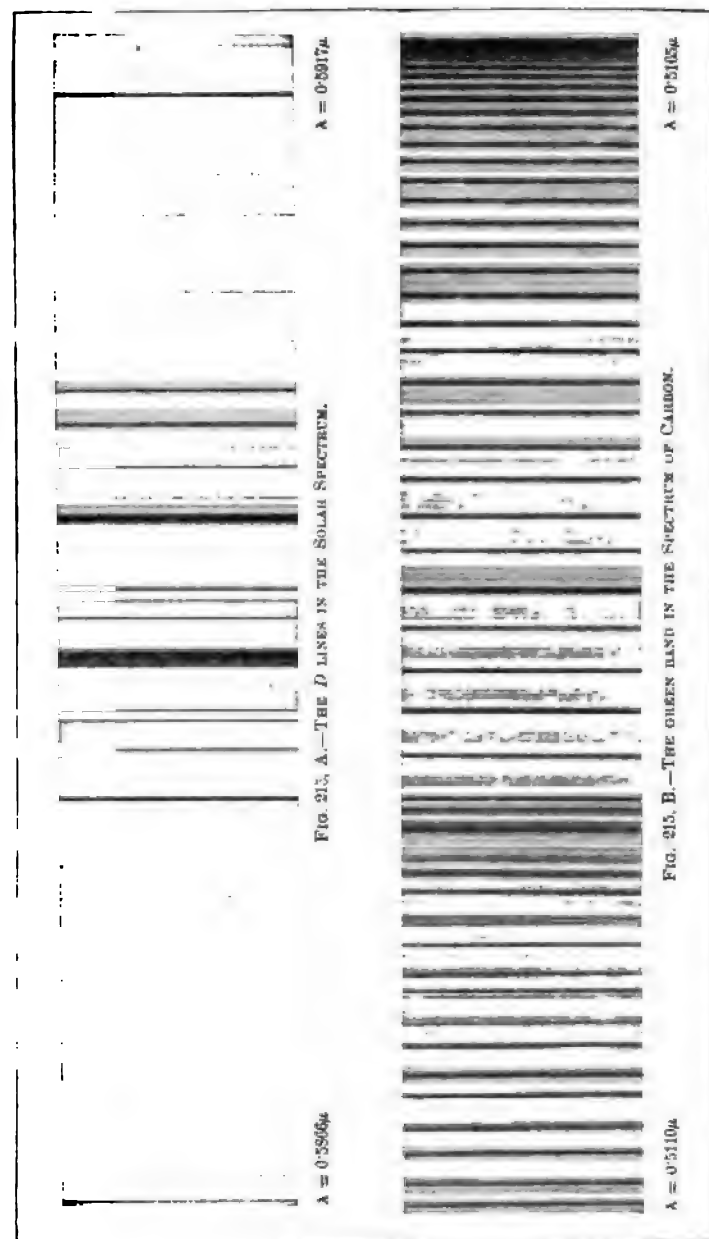 λ = 0·5866μ
λ = 0·5917μ
FIG. 215, A.—THE D LINES IN THE SOLAR SPECTRUM.
λ = 0·5110μ
λ = 0·5165μ
FIG. 215, B.—THE GREEN BAND IN THE SPECTRUM OF CARBON.